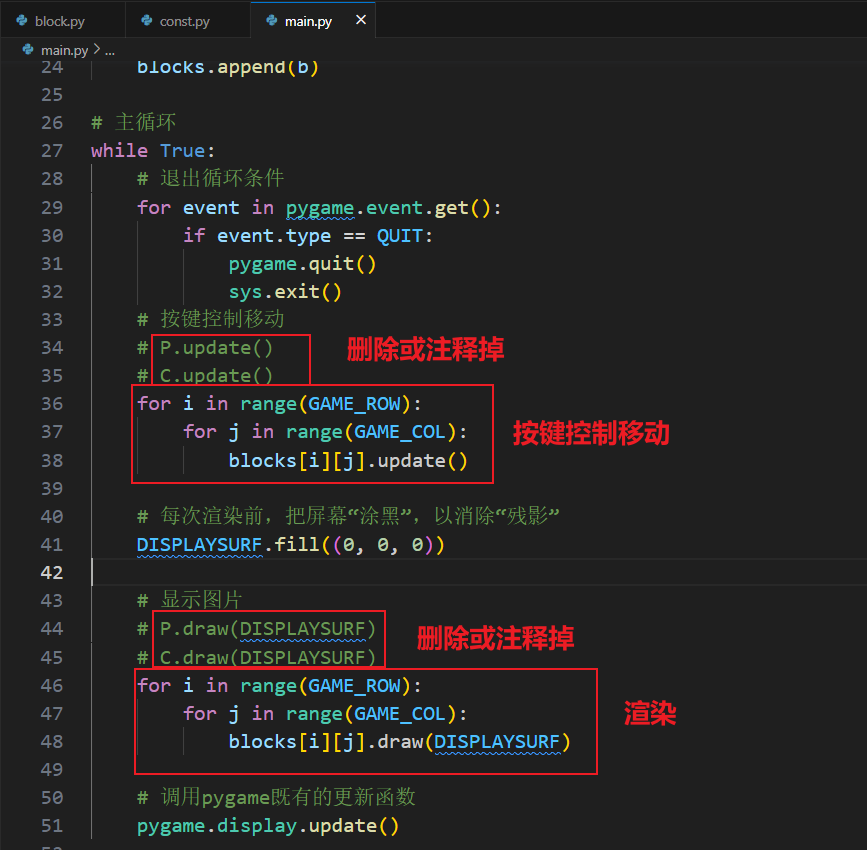 block.py const.py main.py ×
main.py > ...
24 blocks.append(b)
25
26 # 主循环
27 while True:
28 # 退出循环条件
29 for event in pygame.event.get():
30 if event.type == QUIT:
31 pygame.quit()
32 sys.exit()
33 # 按键控制移动
34 # P.update() 删除或注释掉
35 # C.update()
36 for i in range(GAME_ROW):
37 for j in range(GAME_COL): 按键控制移动
38 blocks[i][j].update()
39
40 # 每次渲染前，把屏幕“涂黑”，以消除“残影”
41 DISPLAYSURF.fill((0, 0, 0))
42
43 # 显示图片
44 # P.draw(DISPLAYSURF) 删除或注释掉
45 # C.draw(DISPLAYSURF)
46 for i in range(GAME_ROW):
47 for j in range(GAME_COL): 渲染
48 blocks[i][j].draw(DISPLAYSURF)
49
50 # 调用pygame既有的更新函数
51 pygame.display.update()